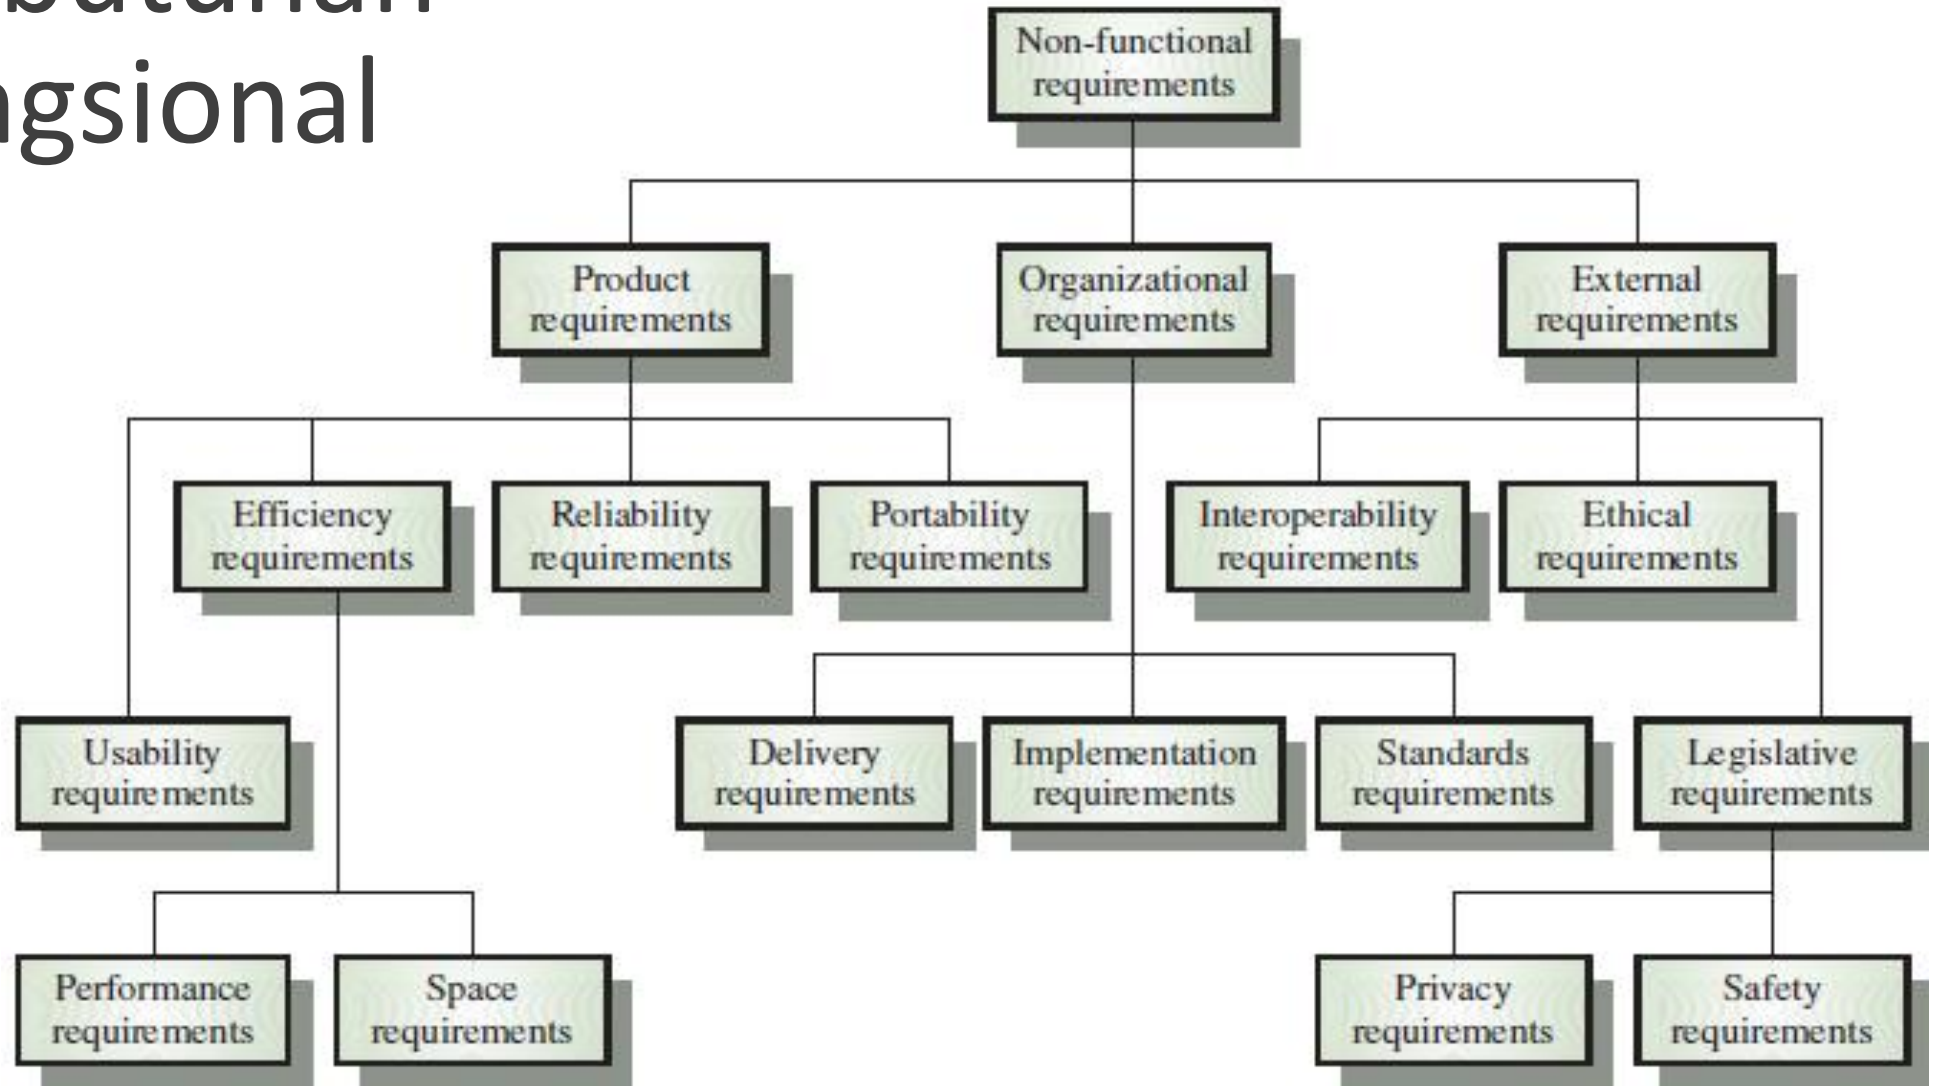 butuhan
ngsional
Non-functional
requirements
Product
requirements
Organizational
requirements
External
requirements
Efficiency
requirements
Reliability
requirements
Portability
requirements
Interoperability
requirements
Ethical
requirements
Usability
requirements
Delivery
requirements
Implementation
requirements
Standards
requirements
Legislative
requirements
Performance
requirements
Space
requirements
Privacy
requirements
Safety
requirements